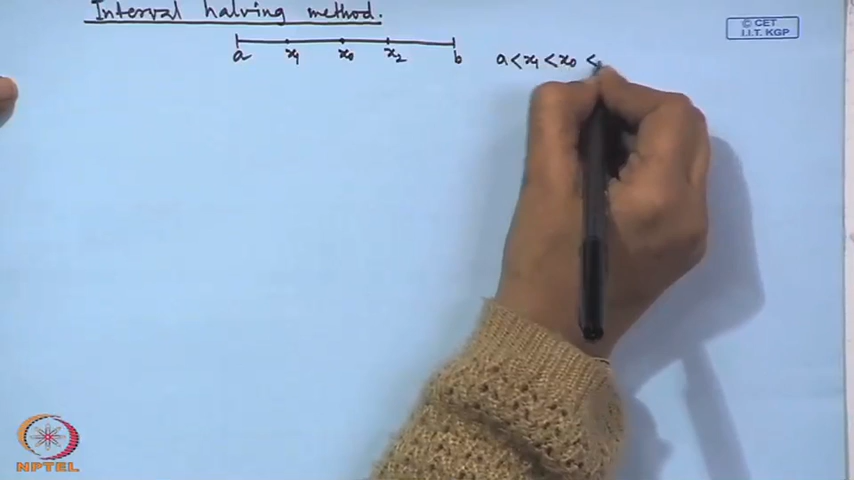 Interval halving method.
© CET
I.I.T. KGP
a x₁ x₀ x₂ b a < x₁ < x₀ <
NPTEL